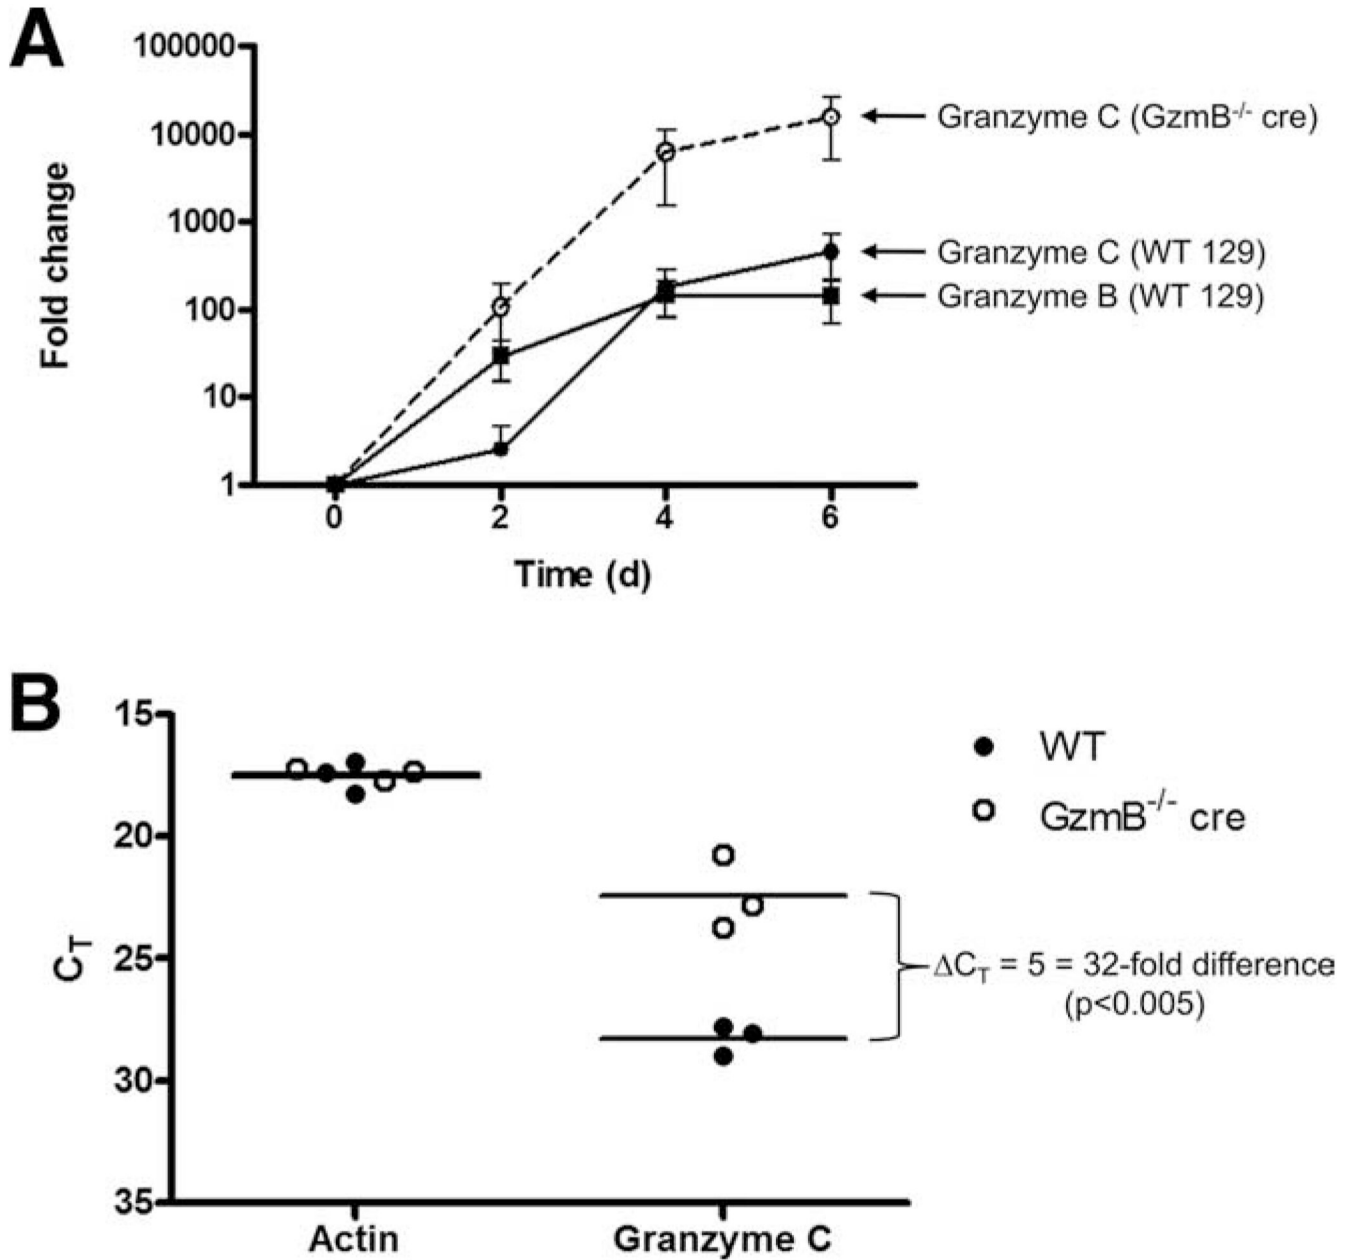 A
100000
10000
1000
100
10
1
Fold change
0 2 4 6
Time (d)
Granzyme C (GzmB-/- cre)
Granzyme C (WT 129)
Granzyme B (WT 129)
B
15
20
25
30
35
CT
Actin Granzyme C
WT
GzmB-/- cre
ΔCT = 5 = 32-fold difference
(p<0.005)